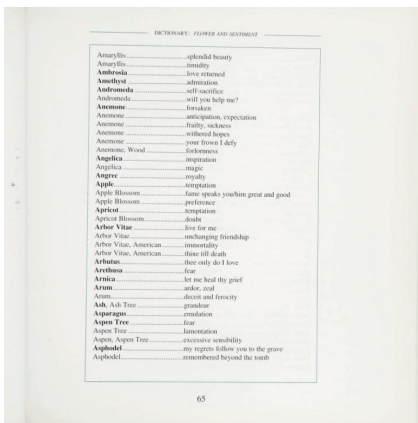 DICTIONARY: FLOWER AND SENTIMENT
Amaryllis splendid beauty
Amaryllis timidity
Ambrosia love returned
Amethyst admiration
Andromeda self-sacrifice
Andromeda will you help me?
Anemone forsaken
Anemone anticipation, expectation
Anemone frailty, sickness
Anemone withered hopes
Anemone your frown I defy
Anemone, Wood forlornness
Angelica inspiration
Angelica magic
Angrec royalty
Apple temptation
Apple Blossom fame speaks you/him great and good
Apple Blossom preference
Apricot temptation
Apricot Blossom doubt
Arbor Vitae live for me
Arbor Vitae unchanging friendship
Arbor Vitae, American immortality
Arbor Vitae, American thine till death
Arbutus thee only do I love
Arethusa fear
Arnica let me heal thy grief
Arum ardor, zeal
Arum deceit and ferocity
Ash, Ash Tree grandeur
Asparagus emulation
Aspen Tree fear
Aspen Tree lamentation
Aspen, Aspen Tree excessive sensibility
Asphodel my regrets follow you to the grave
Asphodel remembered beyond the tomb
65